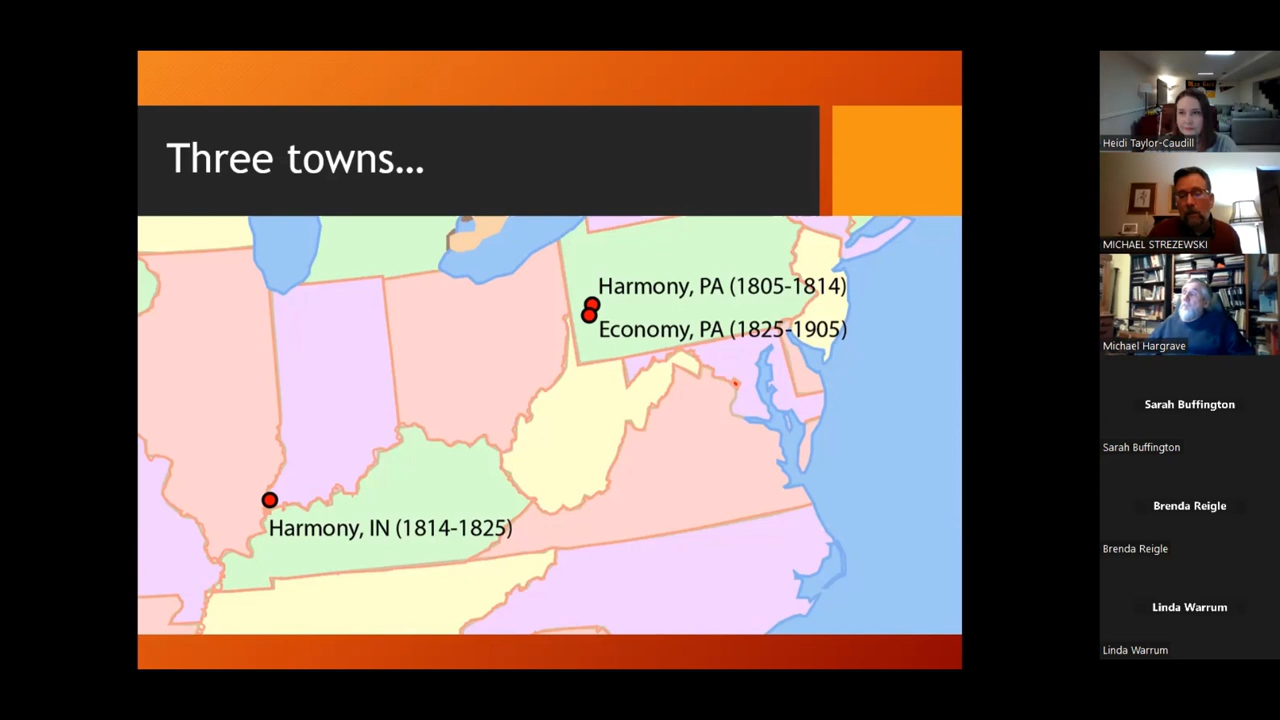 Three towns...
Harmony, PA (1805-1814)
Economy, PA (1825-1905)
Harmony, IN (1814-1825)
Heidi Taylor-Caudill
MICHAEL STREZEWSKI
Michael Hargrave
Sarah Buffington
Sarah Buffington
Brenda Reigle
Brenda Reigle
Linda Warrum
Linda Warrum